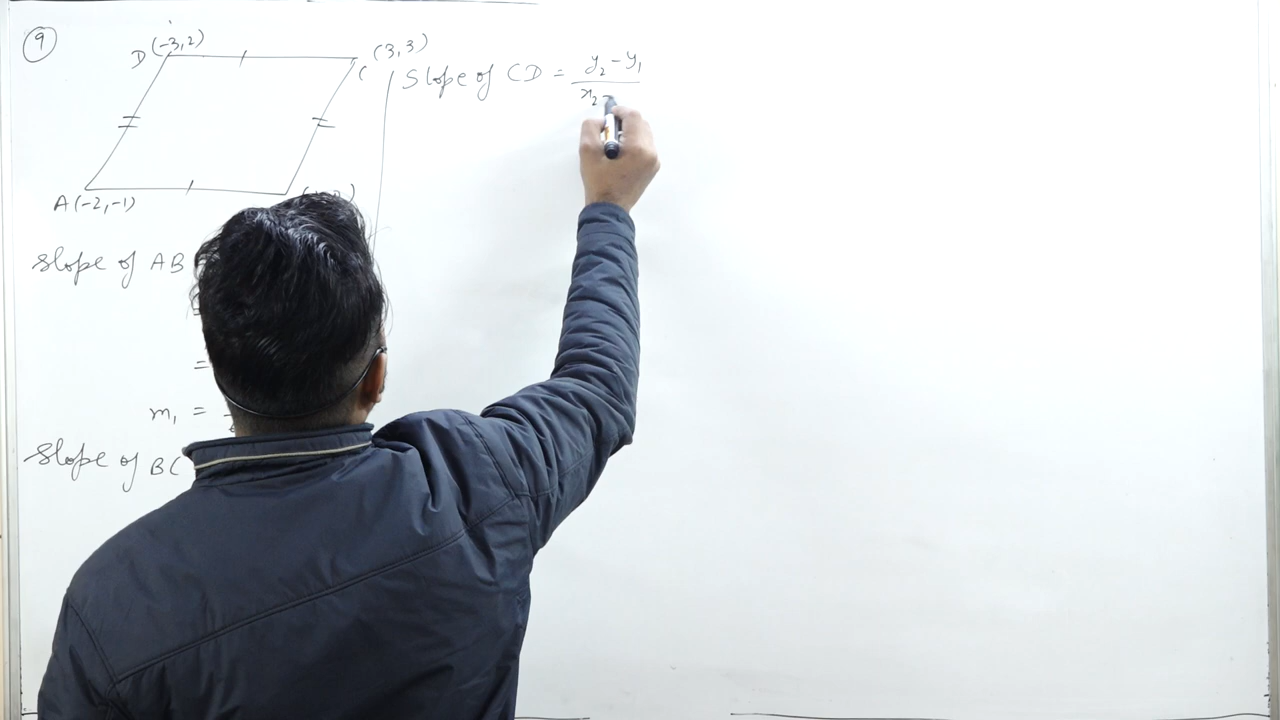 9
D (-3,2)
C (3,3)
A (-2,-1)
Slope of AB
=
m₁ =
Slope of BC
Slope of CD = y₂ - y₁
x₂ -